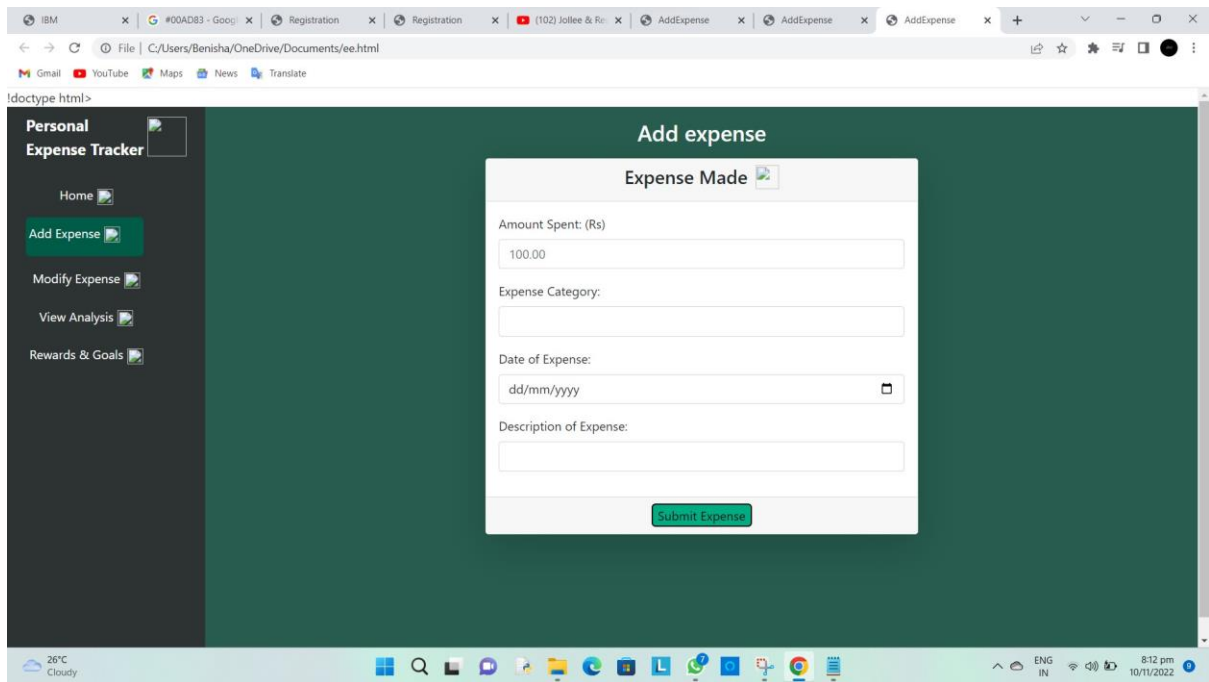 IBM
#00AD83 - Googl
Registration
Registration
(102) Jollee & Re
AddExpense
AddExpense
AddExpense
File | C:/Users/Benisha/OneDrive/Documents/ee.html
Gmail YouTube Maps News Translate
!doctype html>
Personal
Expense Tracker
Home
Add Expense
Modify Expense
View Analysis
Rewards & Goals
Add expense
Expense Made
Amount Spent: (Rs)
100.00
Expense Category:
Date of Expense:
dd/mm/yyyy
Description of Expense:
Submit Expense
26°C
Cloudy
L
7
ENG
IN
8:12 pm
10/11/2022
9